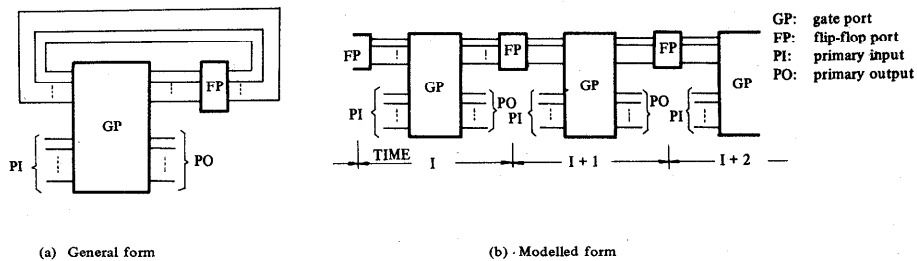 GP: gate port
FP: flip-flop port
PI: primary input
PO: primary output
FP
GP
PI
PO
FP
GP
PI
PO
FP
GP
PI
PO
FP
GP
PI
TIME
I
I + 1
I + 2
(a) General form
(b) · Modelled form